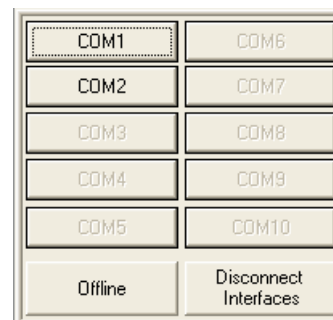 COM1 COM6
COM2 COM7
COM3 COM8
COM4 COM9
COM5 COM10
Offline Disconnect
Interfaces